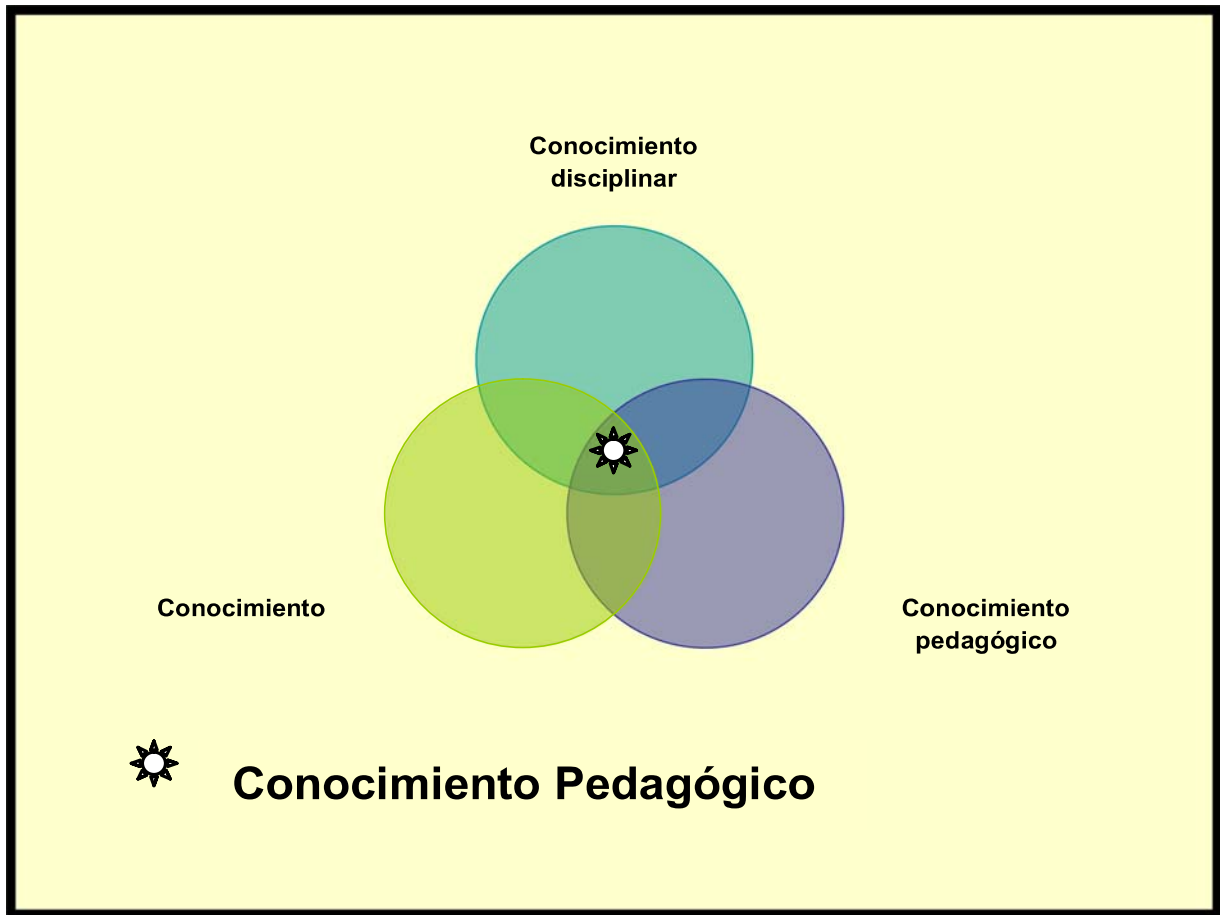 Conocimiento
disciplinar
Conocimiento
Conocimiento
pedagógico
Conocimiento Pedagógico